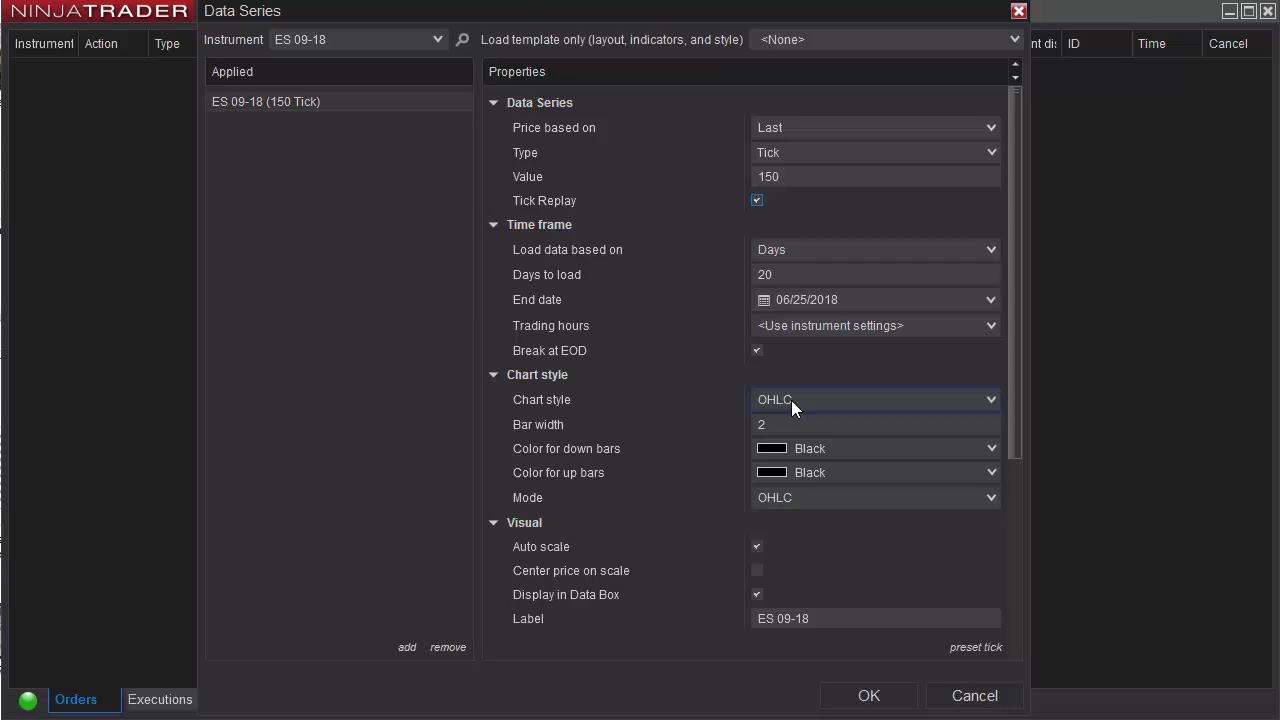 NINJATRADER
Data Series
Instrument Action Type
Instrument ES 09-18 Load template only (layout, indicators, and style) <None>
nt di: ID Time Cancel
Applied
Properties
ES 09-18 (150 Tick)
Data Series
Price based on Last
Type Tick
Value 150
Tick Replay
Time frame
Load data based on Days
Days to load 20
End date 06/25/2018
Trading hours <Use instrument settings>
Break at EOD
Chart style
Chart style OHLC
Bar width 2
Color for down bars Black
Color for up bars Black
Mode OHLC
Visual
Auto scale
Center price on scale
Display in Data Box
Label ES 09-18
add remove
preset tick
Orders Executions
OK Cancel